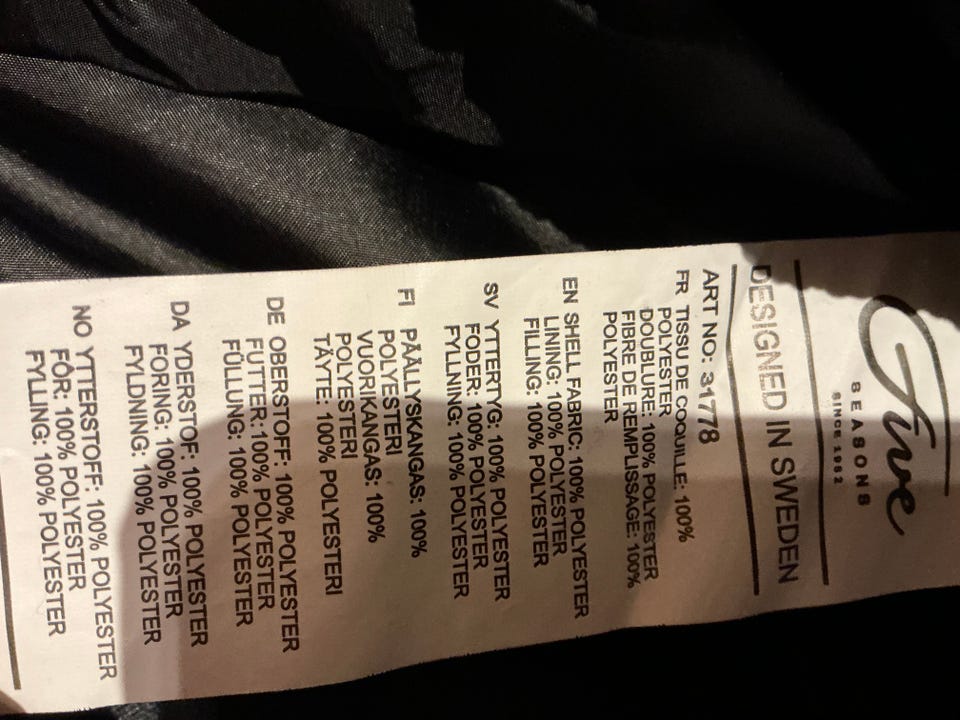 Five
SEASONS
SINCE 1982
DESIGNED IN SWEDEN
ART NO: 31778
FR TISSU DE COQUILLE: 100%
POLYESTER
DOUBLURE: 100% POLYESTER
FIBRE DE REMPLISSAGE: 100%
POLYESTER
EN SHELL FABRIC: 100% POLYESTER
LINING: 100% POLYESTER
FILLING: 100% POLYESTER
SV YTTERTYG: 100% POLYESTER
FODER: 100% POLYESTER
FYLLNING: 100% POLYESTER
FI PÄÄLLYSKANGAS: 100%
POLYESTERI
VUORIKANGAS: 100%
POLYESTERI
TÄYTE: 100% POLYESTERI
DE OBERSTOFF: 100% POLYESTER
FUTTER: 100% POLYESTER
FÜLLUNG: 100% POLYESTER
DA YDERSTOF: 100% POLYESTER
FORING: 100% POLYESTER
FYLDNING: 100% POLYESTER
NO YTTERSTOFF: 100% POLYESTER
FÔR: 100% POLYESTER
FYLLING: 100% POLYESTER